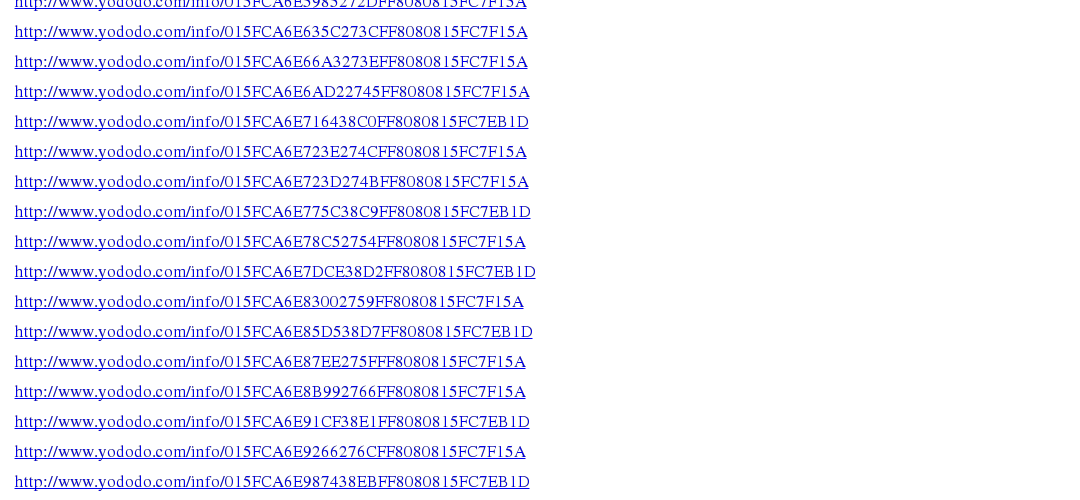 http://www.yododo.com/info/015FCA6E5985272DFF8080815FC7F15A
http://www.yododo.com/info/015FCA6E635C273CFF8080815FC7F15A
http://www.yododo.com/info/015FCA6E66A3273EFF8080815FC7F15A
http://www.yododo.com/info/015FCA6E6AD22745FF8080815FC7F15A
http://www.yododo.com/info/015FCA6E716438C0FF8080815FC7EB1D
http://www.yododo.com/info/015FCA6E723E274CFF8080815FC7F15A
http://www.yododo.com/info/015FCA6E723D274BFF8080815FC7F15A
http://www.yododo.com/info/015FCA6E775C38C9FF8080815FC7EB1D
http://www.yododo.com/info/015FCA6E78C52754FF8080815FC7F15A
http://www.yododo.com/info/015FCA6E7DCE38D2FF8080815FC7EB1D
http://www.yododo.com/info/015FCA6E83002759FF8080815FC7F15A
http://www.yododo.com/info/015FCA6E85D538D7FF8080815FC7EB1D
http://www.yododo.com/info/015FCA6E87EE275FFF8080815FC7F15A
http://www.yododo.com/info/015FCA6E8B992766FF8080815FC7F15A
http://www.yododo.com/info/015FCA6E91CF38E1FF8080815FC7EB1D
http://www.yododo.com/info/015FCA6E9266276CFF8080815FC7F15A
http://www.yododo.com/info/015FCA6E987438EBFF8080815FC7EB1D